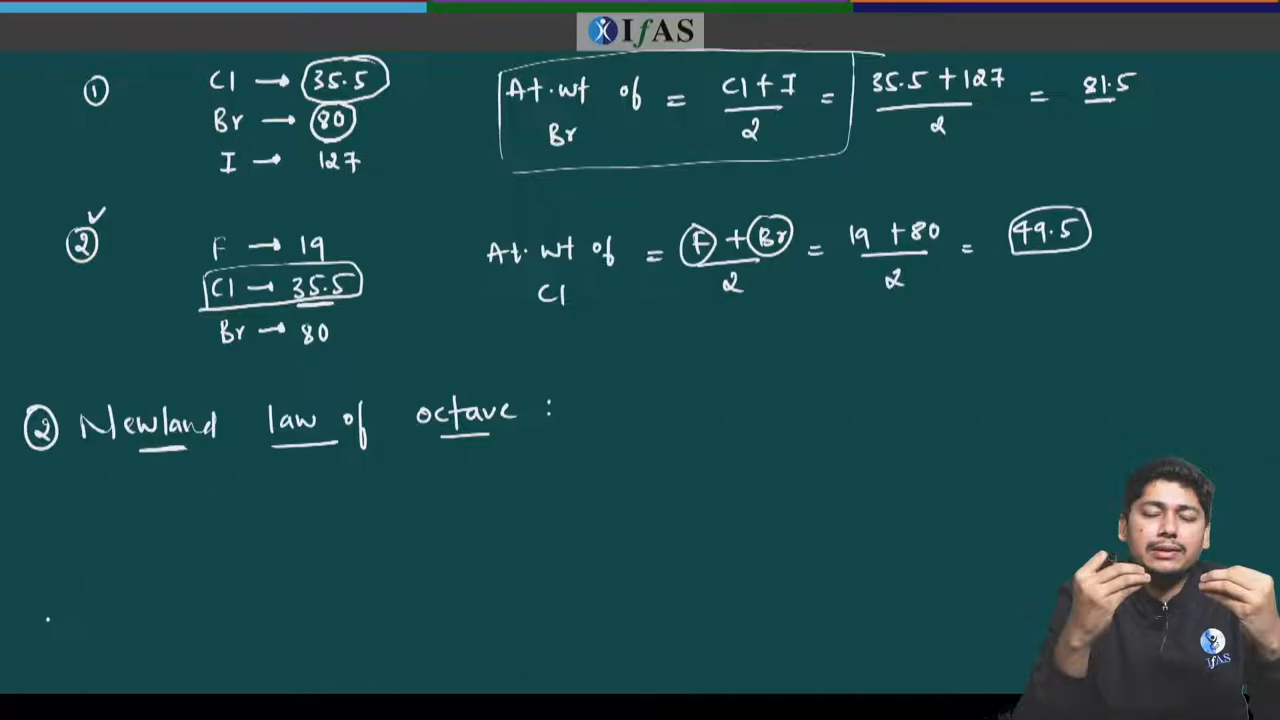 IfAS
① Cl → 35.5
Br → 80
I → 127
At. wt of Br = Cl + I / 2 = 35.5 + 127 / 2 = 81.5
② F → 19
Cl → 35.5
Br → 80
At. wt of Cl = F + Br / 2 = 19 + 80 / 2 = 49.5
② Newland law of octave :
IfAS